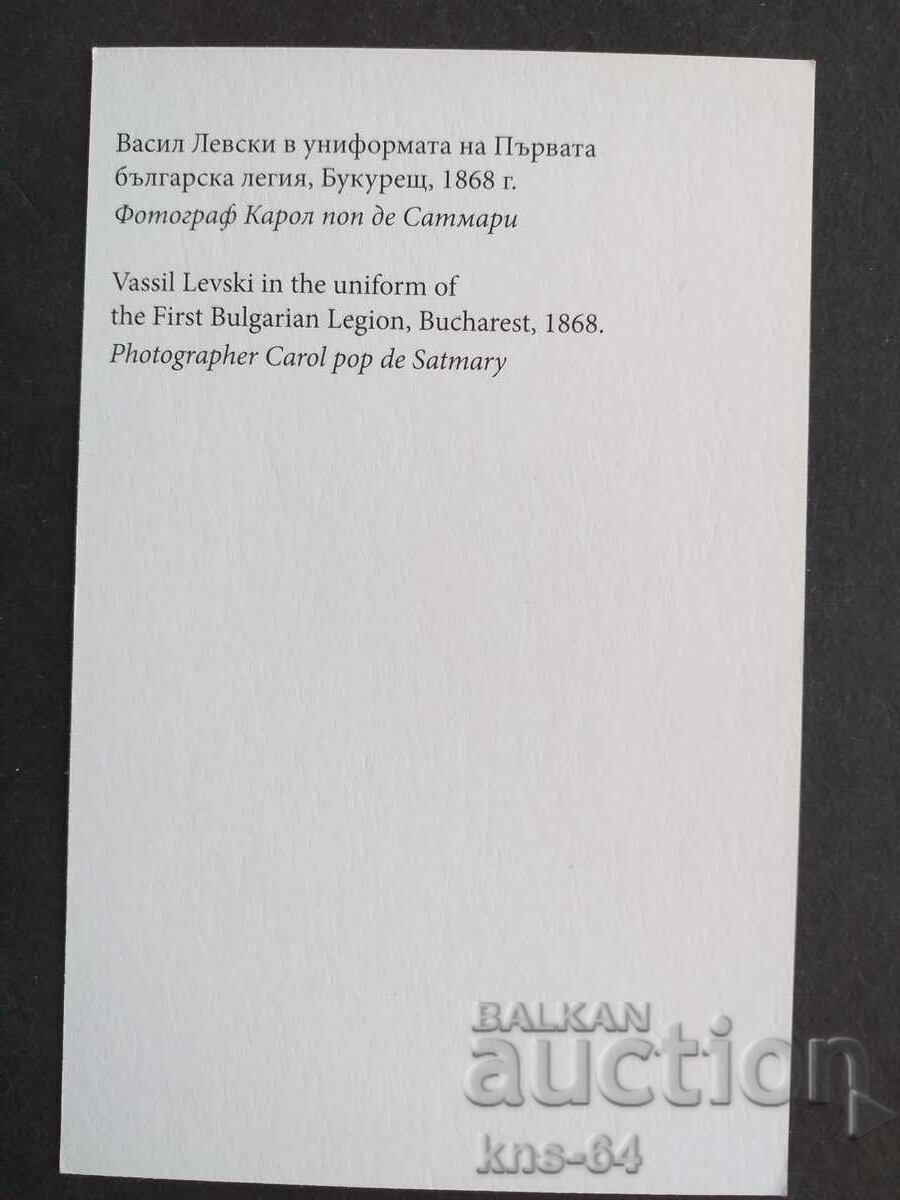 Васил Левски в униформата на Първата
българска легия, Букурещ, 1868 г.
Фотограф Карол поп де Сатмари
Vassil Levski in the uniform of
the First Bulgarian Legion, Bucharest, 1868.
Photographer Carol pop de Satmary
BALKAN
auction
kns-64